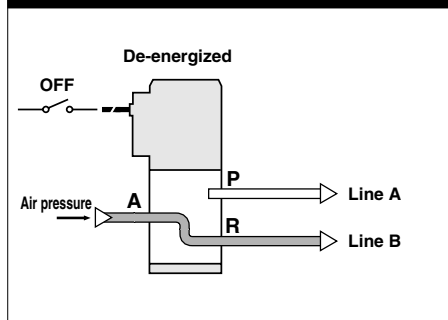 De-energized
OFF
P
Line A
Air pressure
A
R
Line B